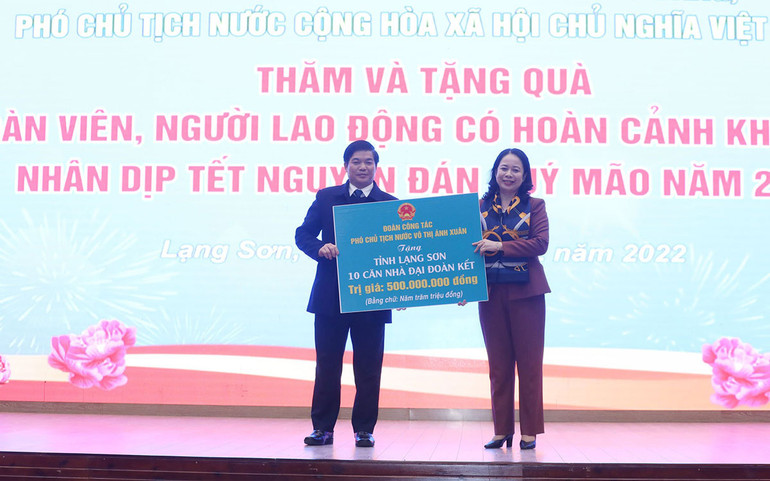 PHÓ CHỦ TỊCH NƯỚC CỘNG HÒA XÃ HỘI CHỦ NGHĨA VIỆT
THĂM VÀ TẶNG QUÀ
ÀN VIÊN, NGƯỜI LAO ĐỘNG CÓ HOÀN CẢNH KH
NHÂN DỊP TẾT NGUYÊN ĐÁN QUÝ MÃO NĂM 2
Lạng Sơn, năm 2022
ĐOÀN CÔNG TÁC
PHÓ CHỦ TỊCH NƯỚC VÕ THỊ ÁNH XUÂN
Tặng
TỈNH LẠNG SƠN
10 CĂN NHÀ ĐẠI ĐOÀN KẾT
Trị giá: 500.000.000 đồng
(Bằng chữ: Năm trăm triệu đồng)